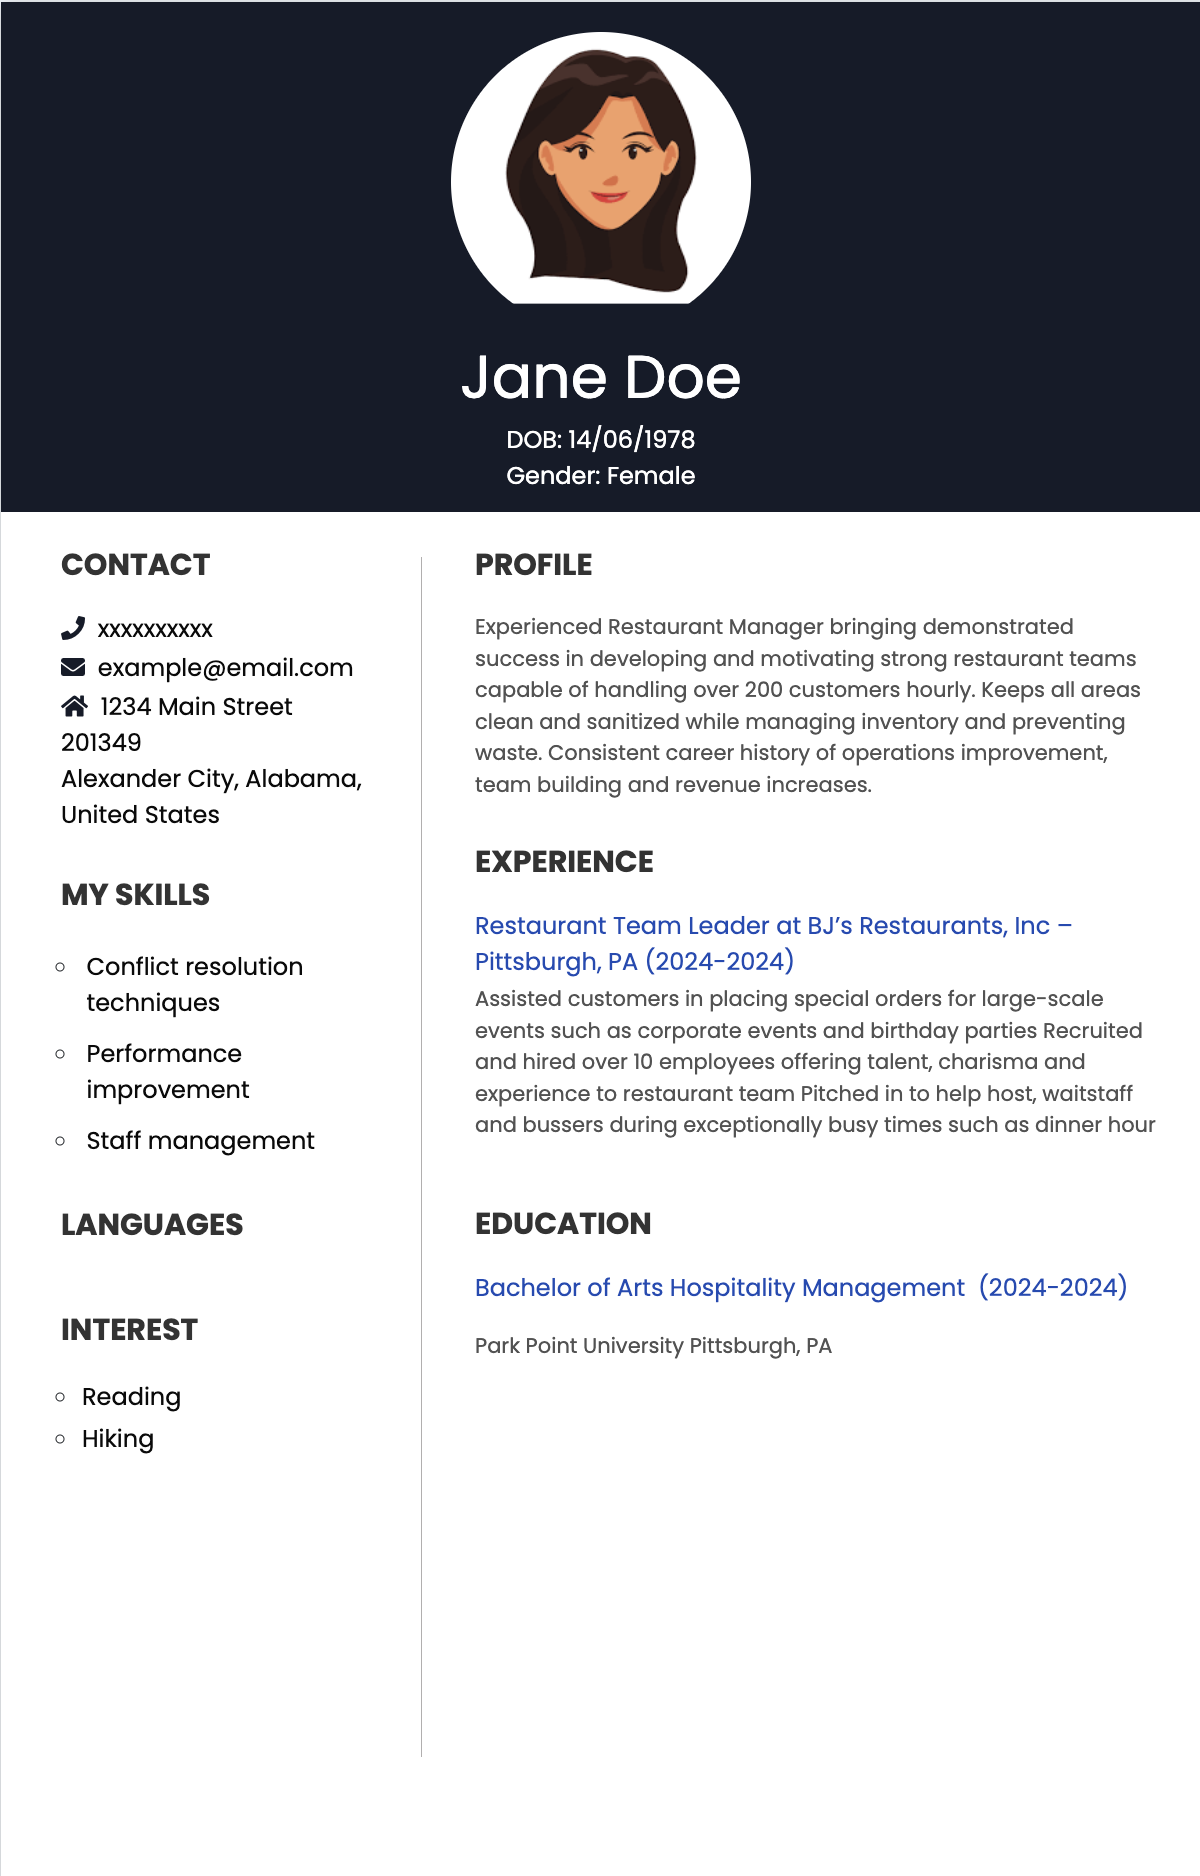 Jane Doe
DOB: 14/06/1978
Gender: Female
CONTACT
xxxxxxxxxx
example@email.com
1234 Main Street
201349
Alexander City, Alabama,
United States
MY SKILLS
Conflict resolution
techniques
Performance
improvement
Staff management
LANGUAGES
INTEREST
Reading
Hiking
PROFILE
Experienced Restaurant Manager bringing demonstrated
success in developing and motivating strong restaurant teams
capable of handling over 200 customers hourly. Keeps all areas
clean and sanitized while managing inventory and preventing
waste. Consistent career history of operations improvement,
team building and revenue increases.
EXPERIENCE
Restaurant Team Leader at BJ’s Restaurants, Inc –
Pittsburgh, PA (2024-2024)
Assisted customers in placing special orders for large-scale
events such as corporate events and birthday parties Recruited
and hired over 10 employees offering talent, charisma and
experience to restaurant team Pitched in to help host, waitstaff
and bussers during exceptionally busy times such as dinner hour
EDUCATION
Bachelor of Arts Hospitality Management (2024-2024)
Park Point University Pittsburgh, PA